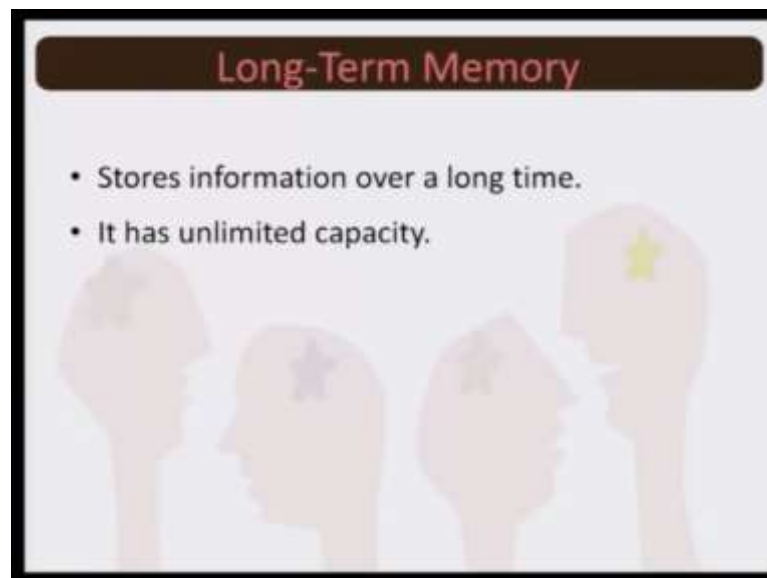 Long-Term Memory
• Stores information over a long time.
• It has unlimited capacity.